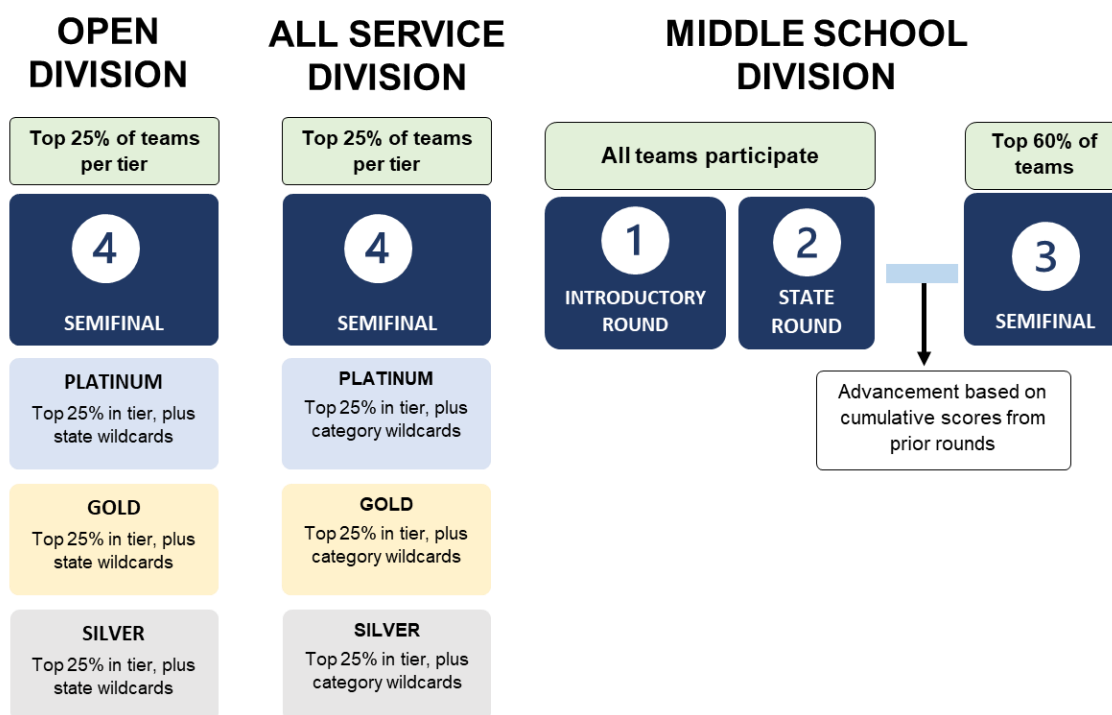 OPEN
DIVISION
Top 25% of teams
per tier
4
SEMIFINAL
PLATINUM
Top 25% in tier, plus
state wildcards
GOLD
Top 25% in tier, plus
state wildcards
SILVER
Top 25% in tier, plus
state wildcards
ALL SERVICE
DIVISION
Top 25% of teams
per tier
4
SEMIFINAL
PLATINUM
Top 25% in tier, plus
category wildcards
GOLD
Top 25% in tier, plus
category wildcards
SILVER
Top 25% in tier, plus
category wildcards
MIDDLE SCHOOL
DIVISION
All teams participate
1
INTRODUCTORY
ROUND
2
STATE
ROUND
Top 60% of
teams
3
SEMIFINAL
Advancement based on
cumulative scores from
prior rounds